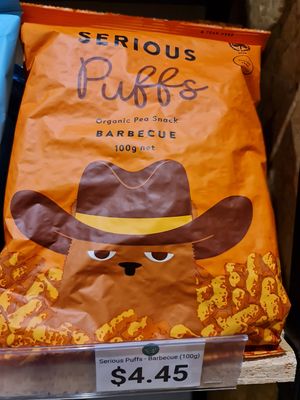 SERIOUS
Puffs
Organic Pea Snack
BARBECUE
100g net
Serious Puffs - Barbecue (100g)
$4.45